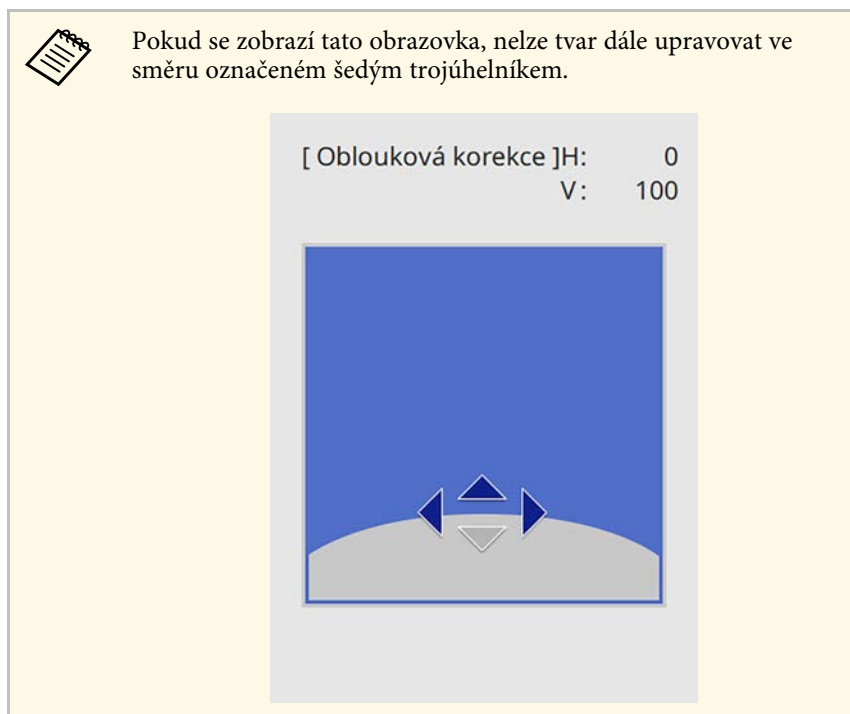 Pokud se zobrazí tato obrazovka, nelze tvar dále upravovat ve
směru označeném šedým trojúhelníkem.
[ Oblouková korekce ]H: 0
V: 100